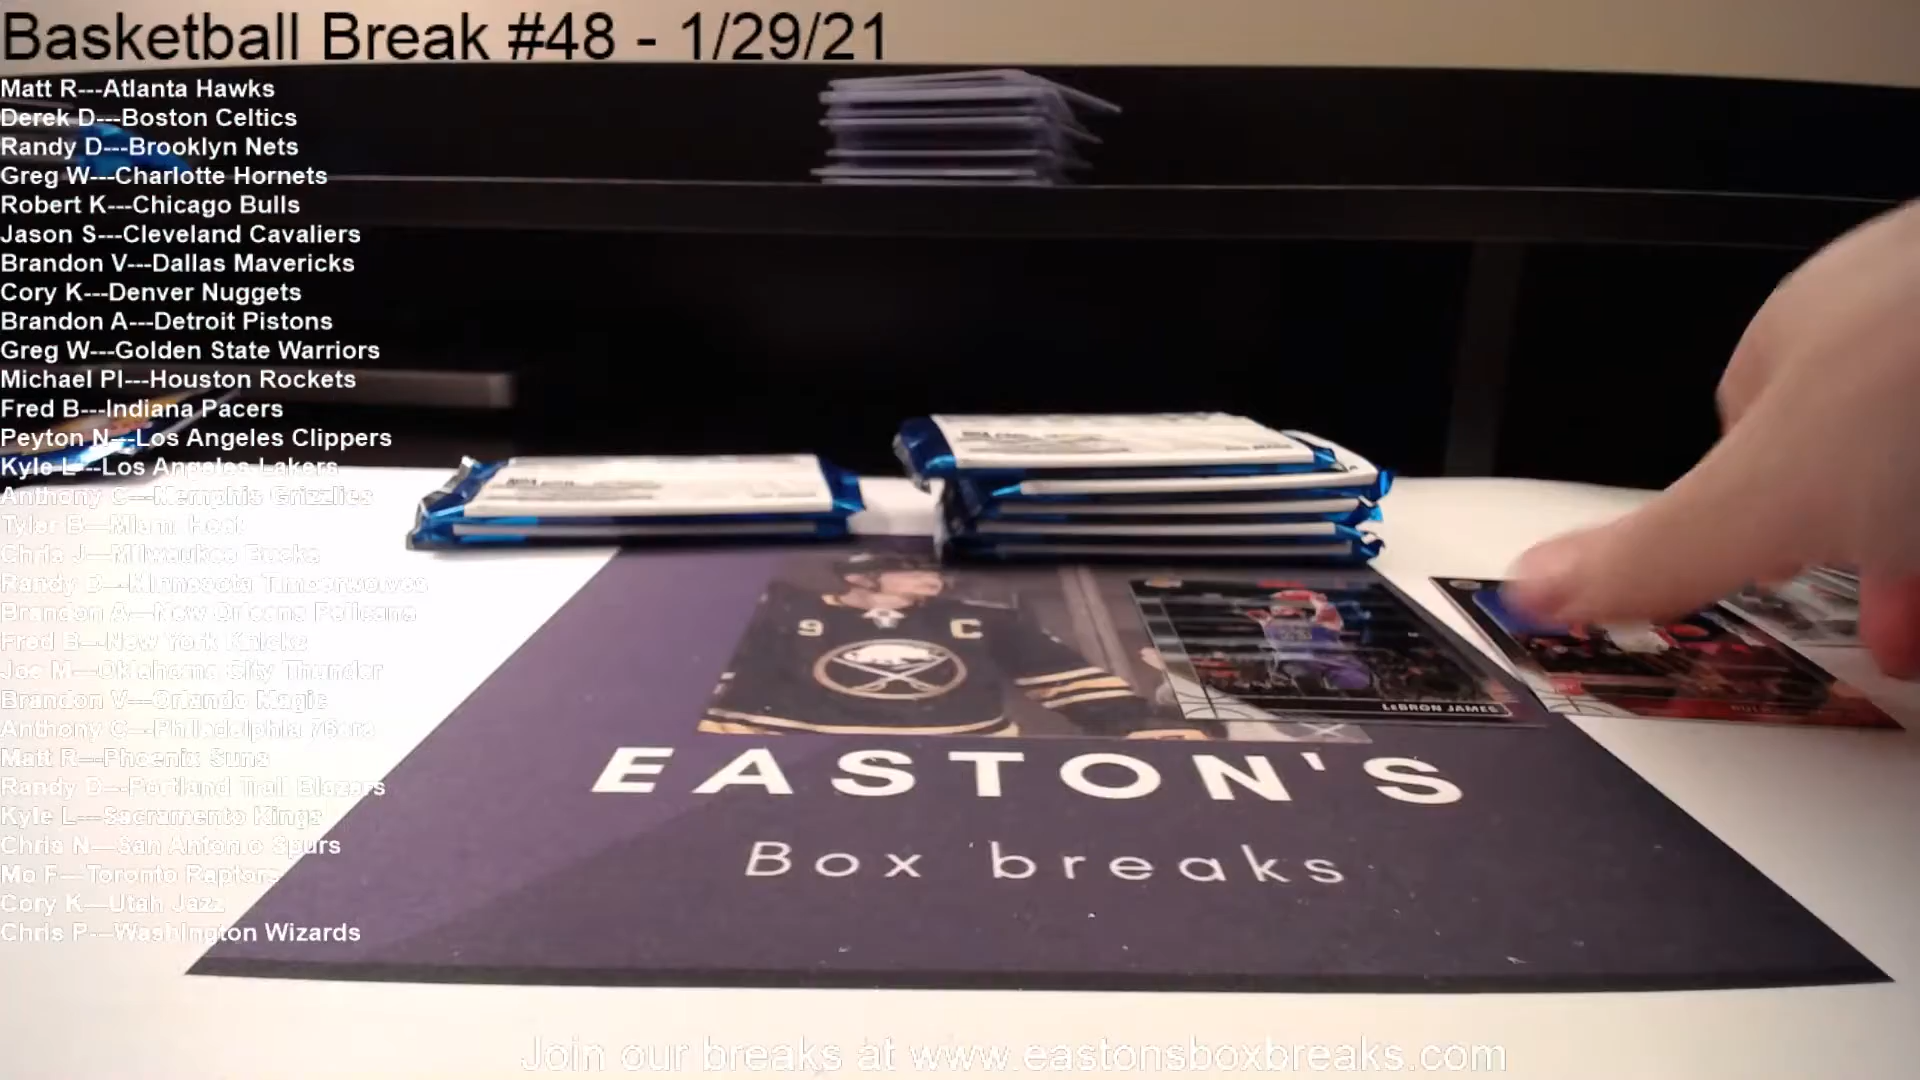 Basketball Break #48 - 1/29/21
Matt R---Atlanta Hawks
Derek D---Boston Celtics
Randy D---Brooklyn Nets
Greg W---Charlotte Hornets
Robert K---Chicago Bulls
Jason S---Cleveland Cavaliers
Brandon V---Dallas Mavericks
Cory K---Denver Nuggets
Brandon A---Detroit Pistons
Greg W---Golden State Warriors
Michael Pl---Houston Rockets
Fred B---Indiana Pacers
Peyton N---Los Angeles Clippers
Kyle L---Los Angeles Lakers
Anthony C---Memphis Grizzlies
Tyler B---Miami Heat
Chris J---Milwaukee Bucks
Randy D---Minnesota Timberwolves
Brandon A---New Orleans Pelicans
Fred B---New York Knicks
Joe M---Oklahoma City Thunder
Brandon V---Orlando Magic
Anthony C---Philadelphia 76ers
Matt R---Phoenix Suns
Randy D---Portland Trail Blazers
Kyle L---Sacramento Kings
Chris N---San Antonio Spurs
Mo F---Toronto Raptors
Cory K---Utah Jazz
Chris P---Washington Wizards
9 C
LeBRON JAMES
EASTON'S
Box breaks
Join our breaks at www.eastonsboxbreaks.com